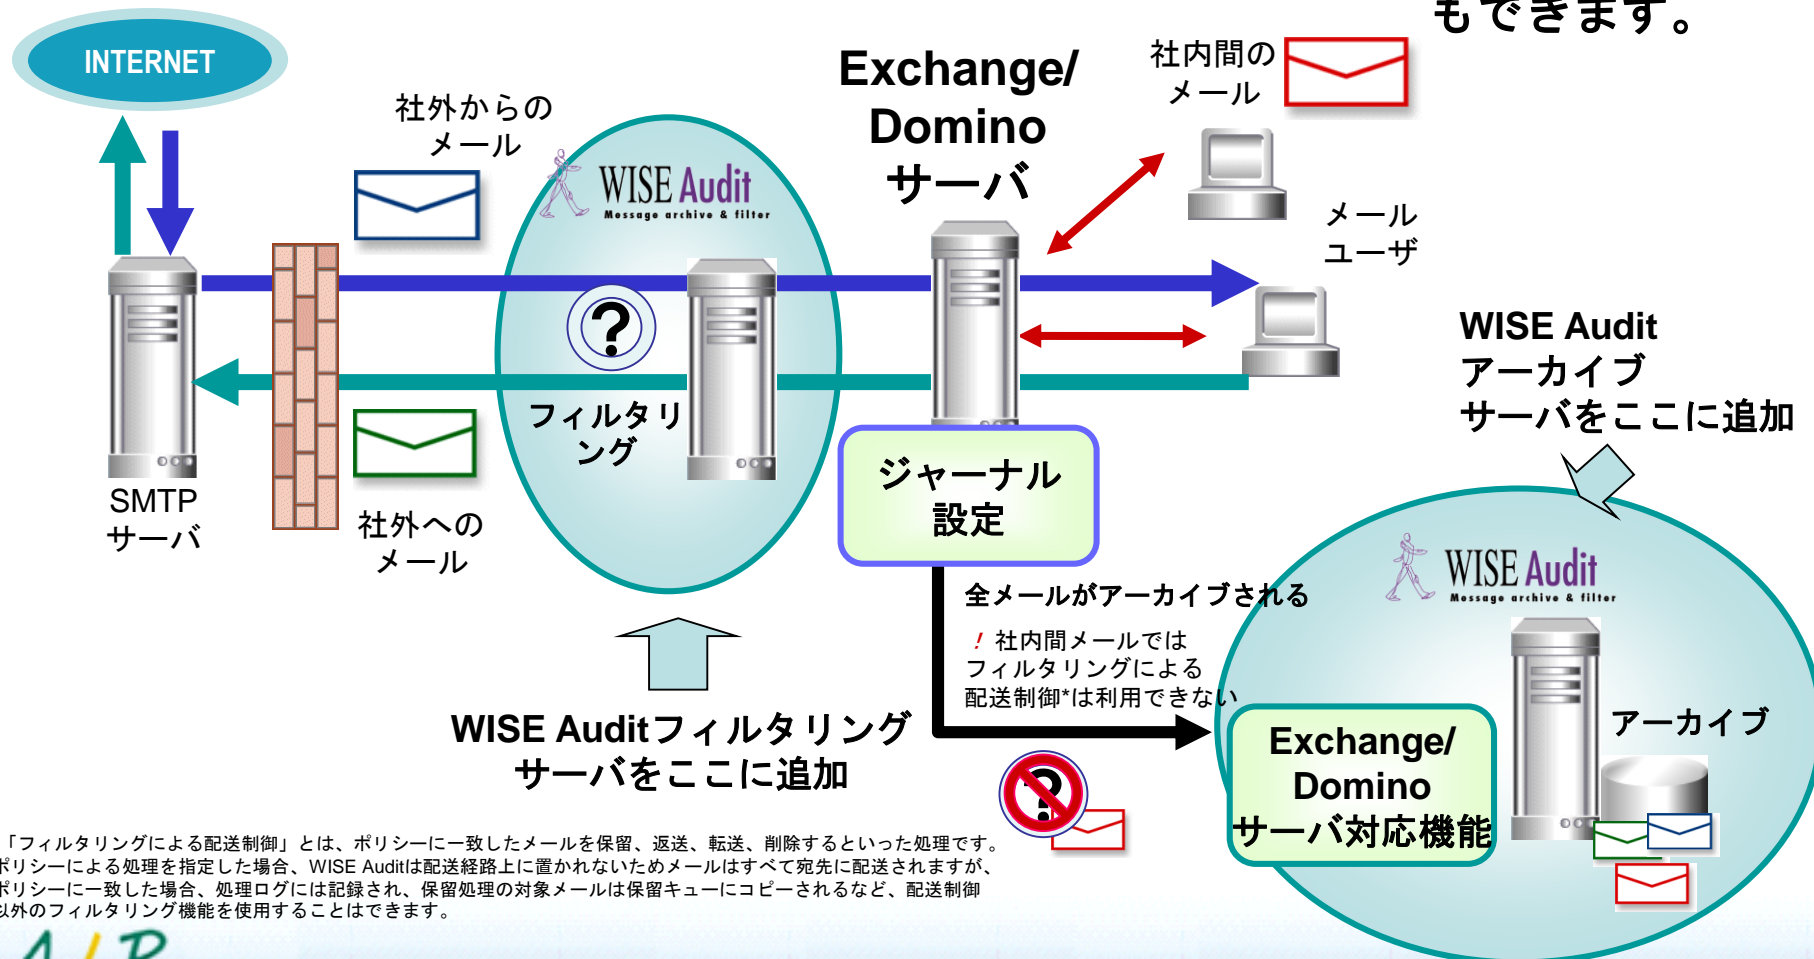 もできます。
INTERNET
社外からの
メール
WISE Audit
Message archive & filter
Exchange/
Domino
サーバ
社内間の
メール
メール
ユーザ
WISE Audit
アーカイブ
サーバをここに追加
フィルタリ
ング
SMTP
サーバ
社外への
メール
ジャーナル
設定
全メールがアーカイブされる
! 社内間メールでは
フィルタリングによる
配送制御*は利用できない
WISE Audit
Message archive & filter
アーカイブ
Exchange/
Domino
サーバ対応機能
WISE Auditフィルタリング
サーバをここに追加
「フィルタリングによる配送制御」とは、ポリシーに一致したメールを保留、返送、転送、削除するといった処理です。
ポリシーによる処理を指定した場合、WISE Auditは配送経路上に置かれないためメールはすべて宛先に配送されますが、
ポリシーに一致した場合、処理ログには記録され、保留処理の対象メールは保留キューにコピーされるなど、配送制御
以外のフィルタリング機能を使用することはできます。